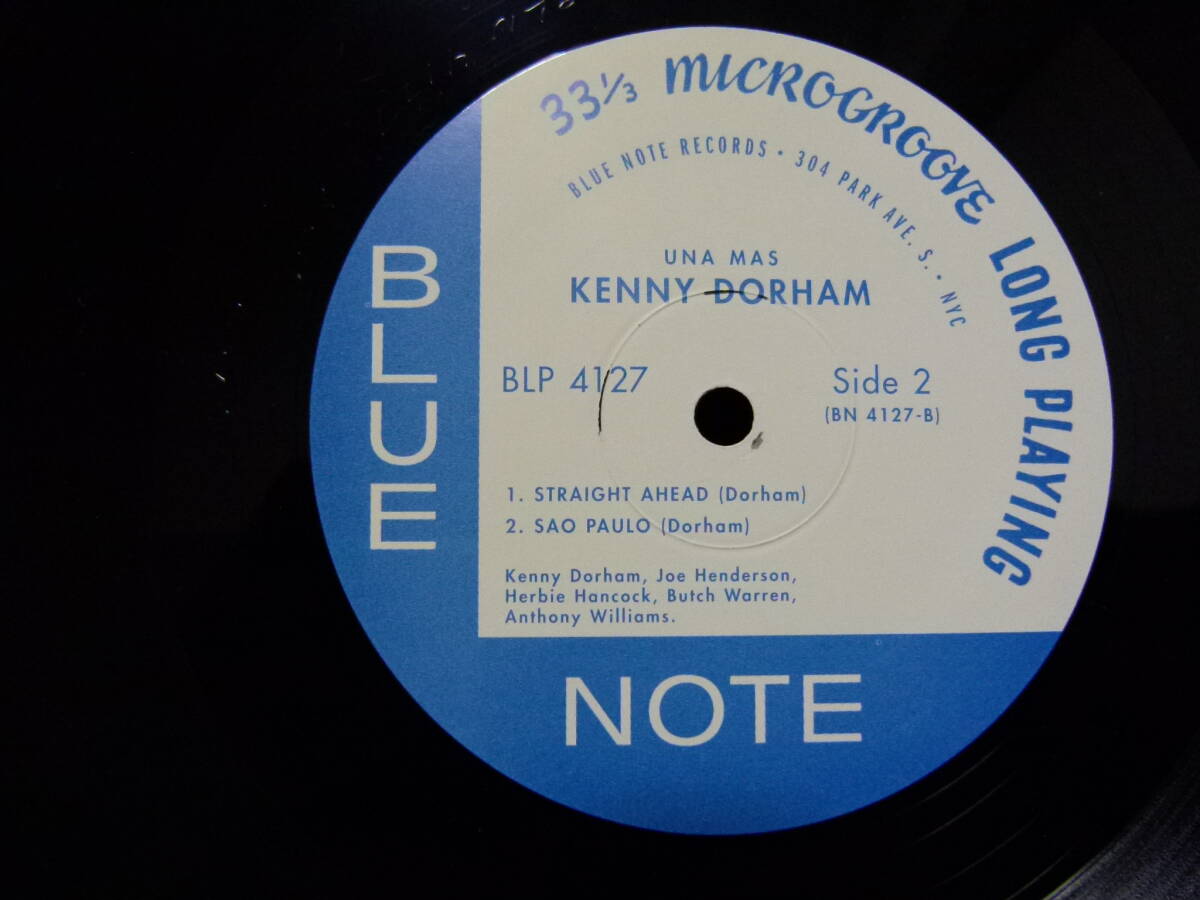 33⅓ MICROGROOVE LONG PLAYING
BLUE NOTE RECORDS • 304 PARK AVE. S. • NYC
UNA MAS
KENNY DORHAM
BLP 4127
Side 2
(BN 4127-B)
1. STRAIGHT AHEAD (Dorham)
2. SAO PAULO (Dorham)
Kenny Dorham, Joe Henderson,
Herbie Hancock, Butch Warren,
Anthony Williams.
BLUE
NOTE